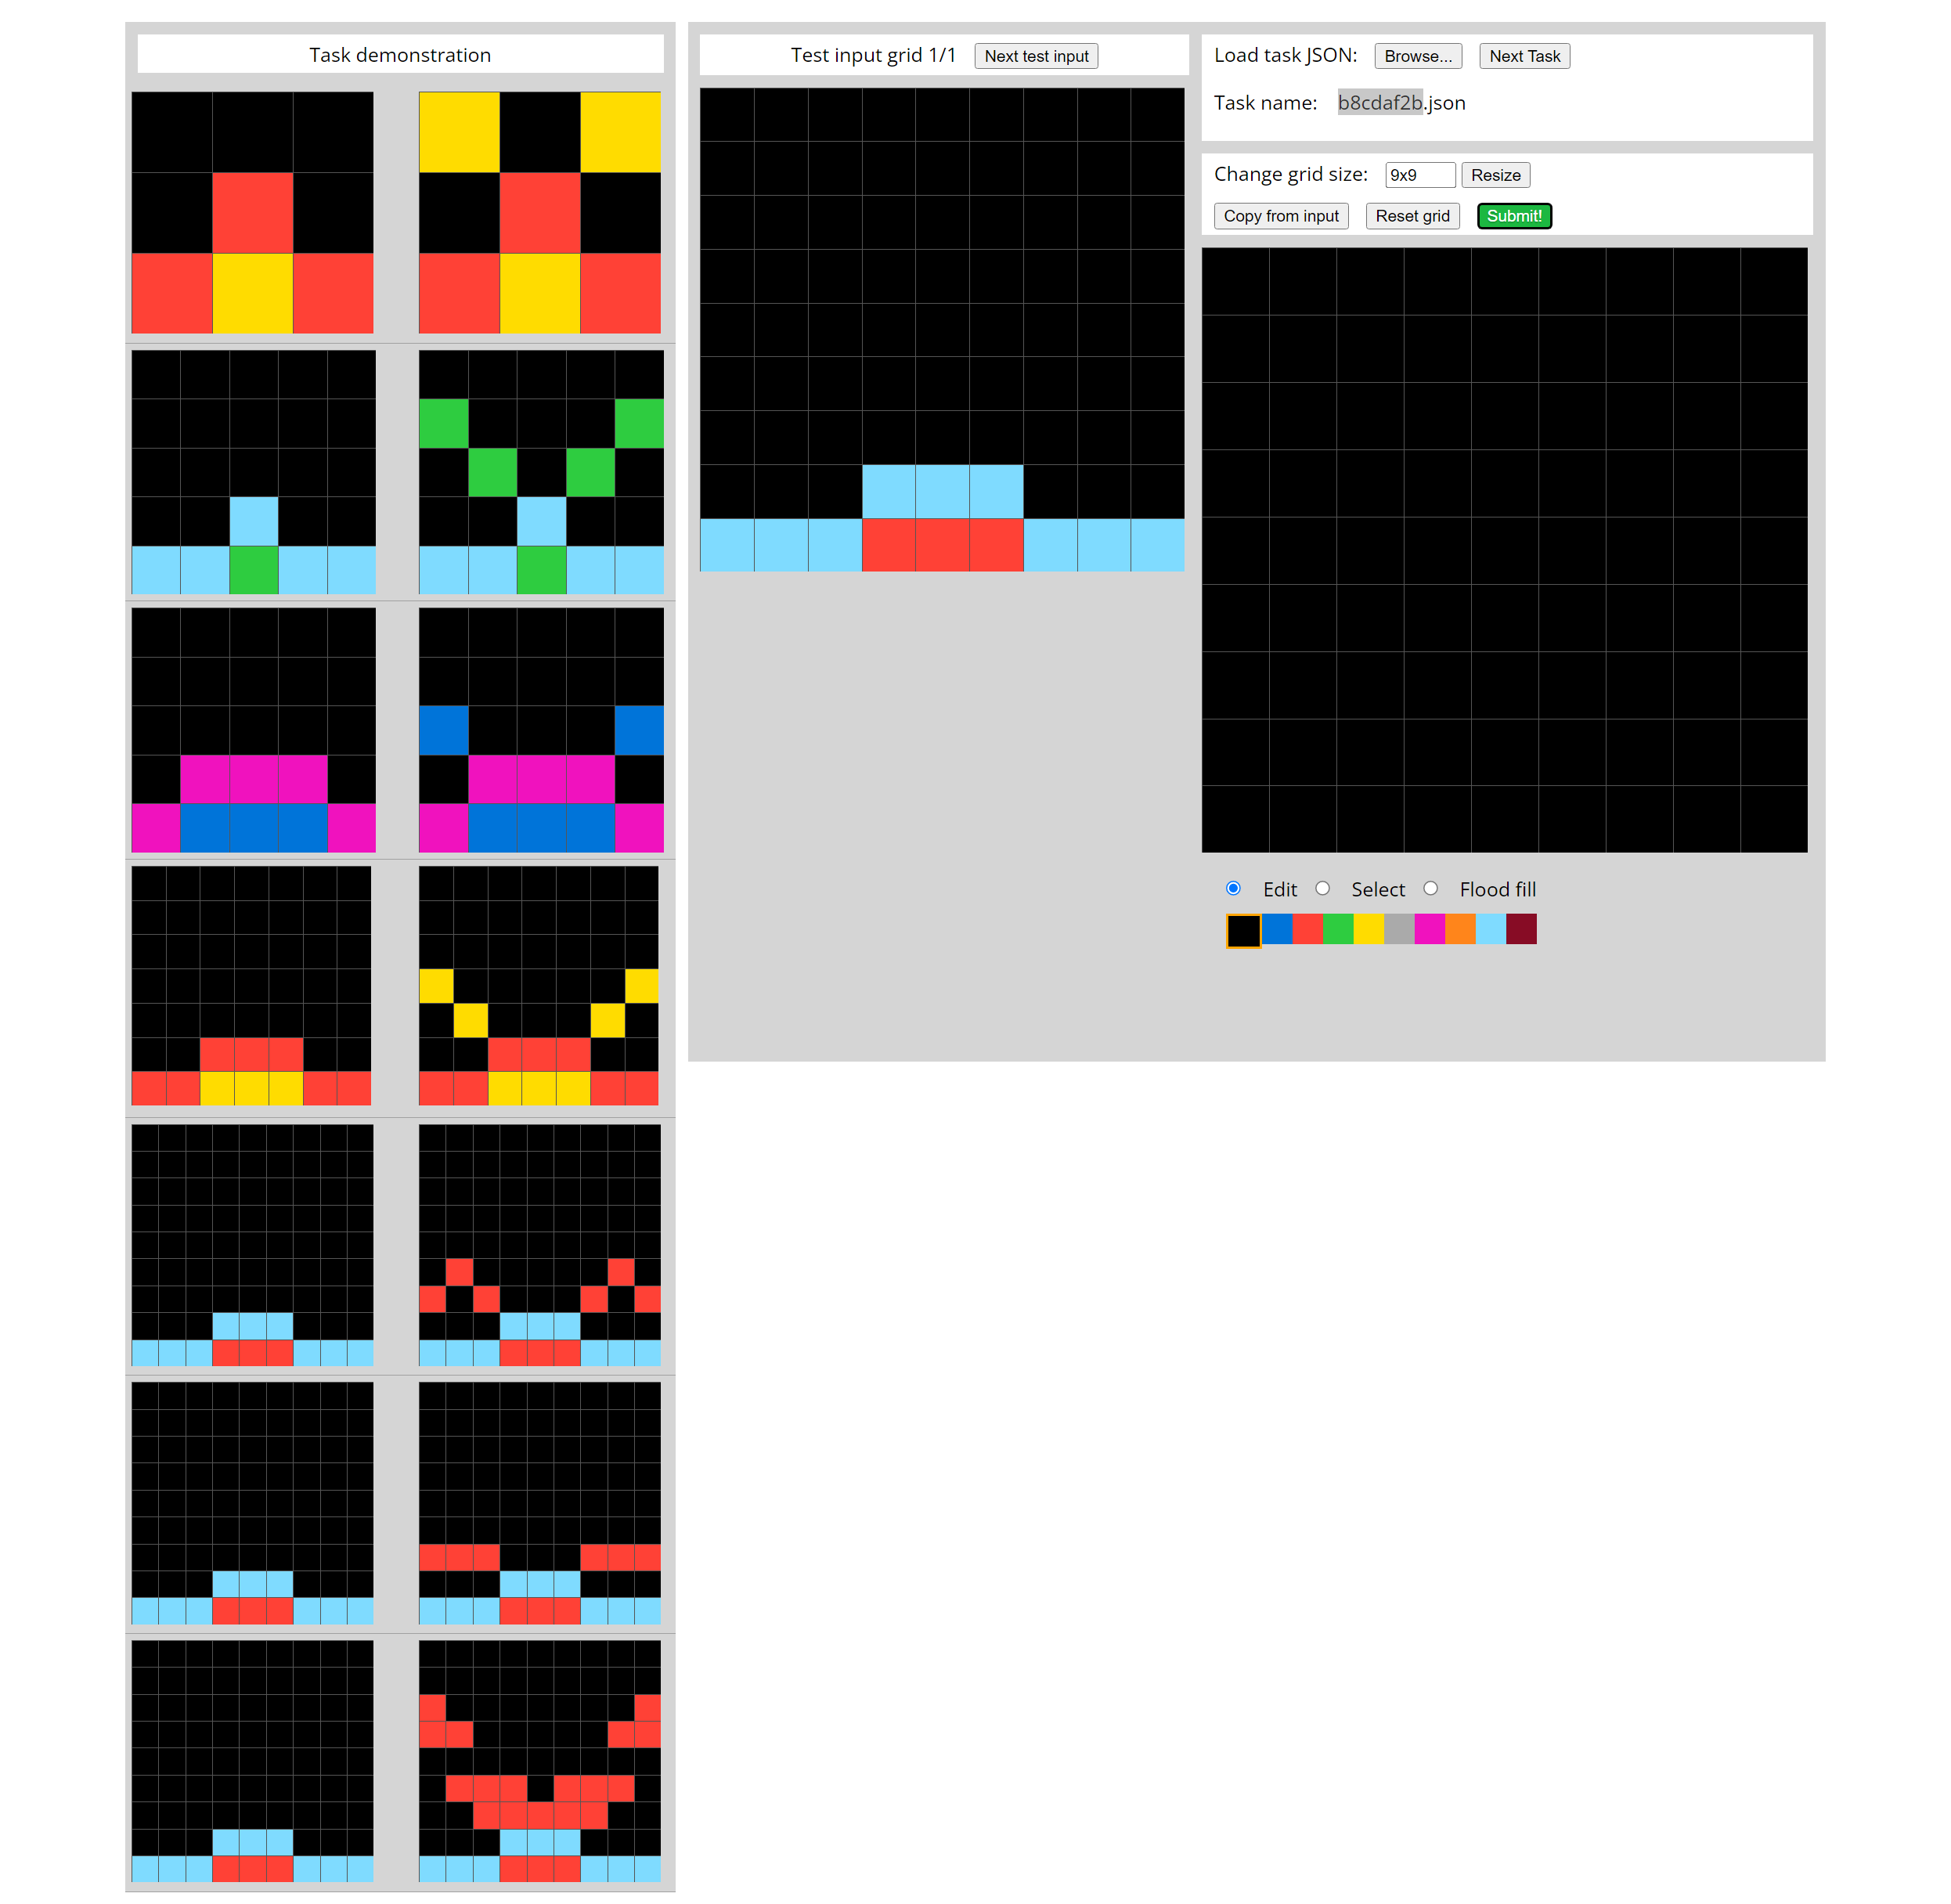 Task demonstration
Test input grid 1/1
Next test input
Load task JSON:
Browse...
Next Task
Task name:
b8cdaf2b.json
Change grid size:
9x9
Resize
Copy from input
Reset grid
Submit!
Edit
Select
Flood fill